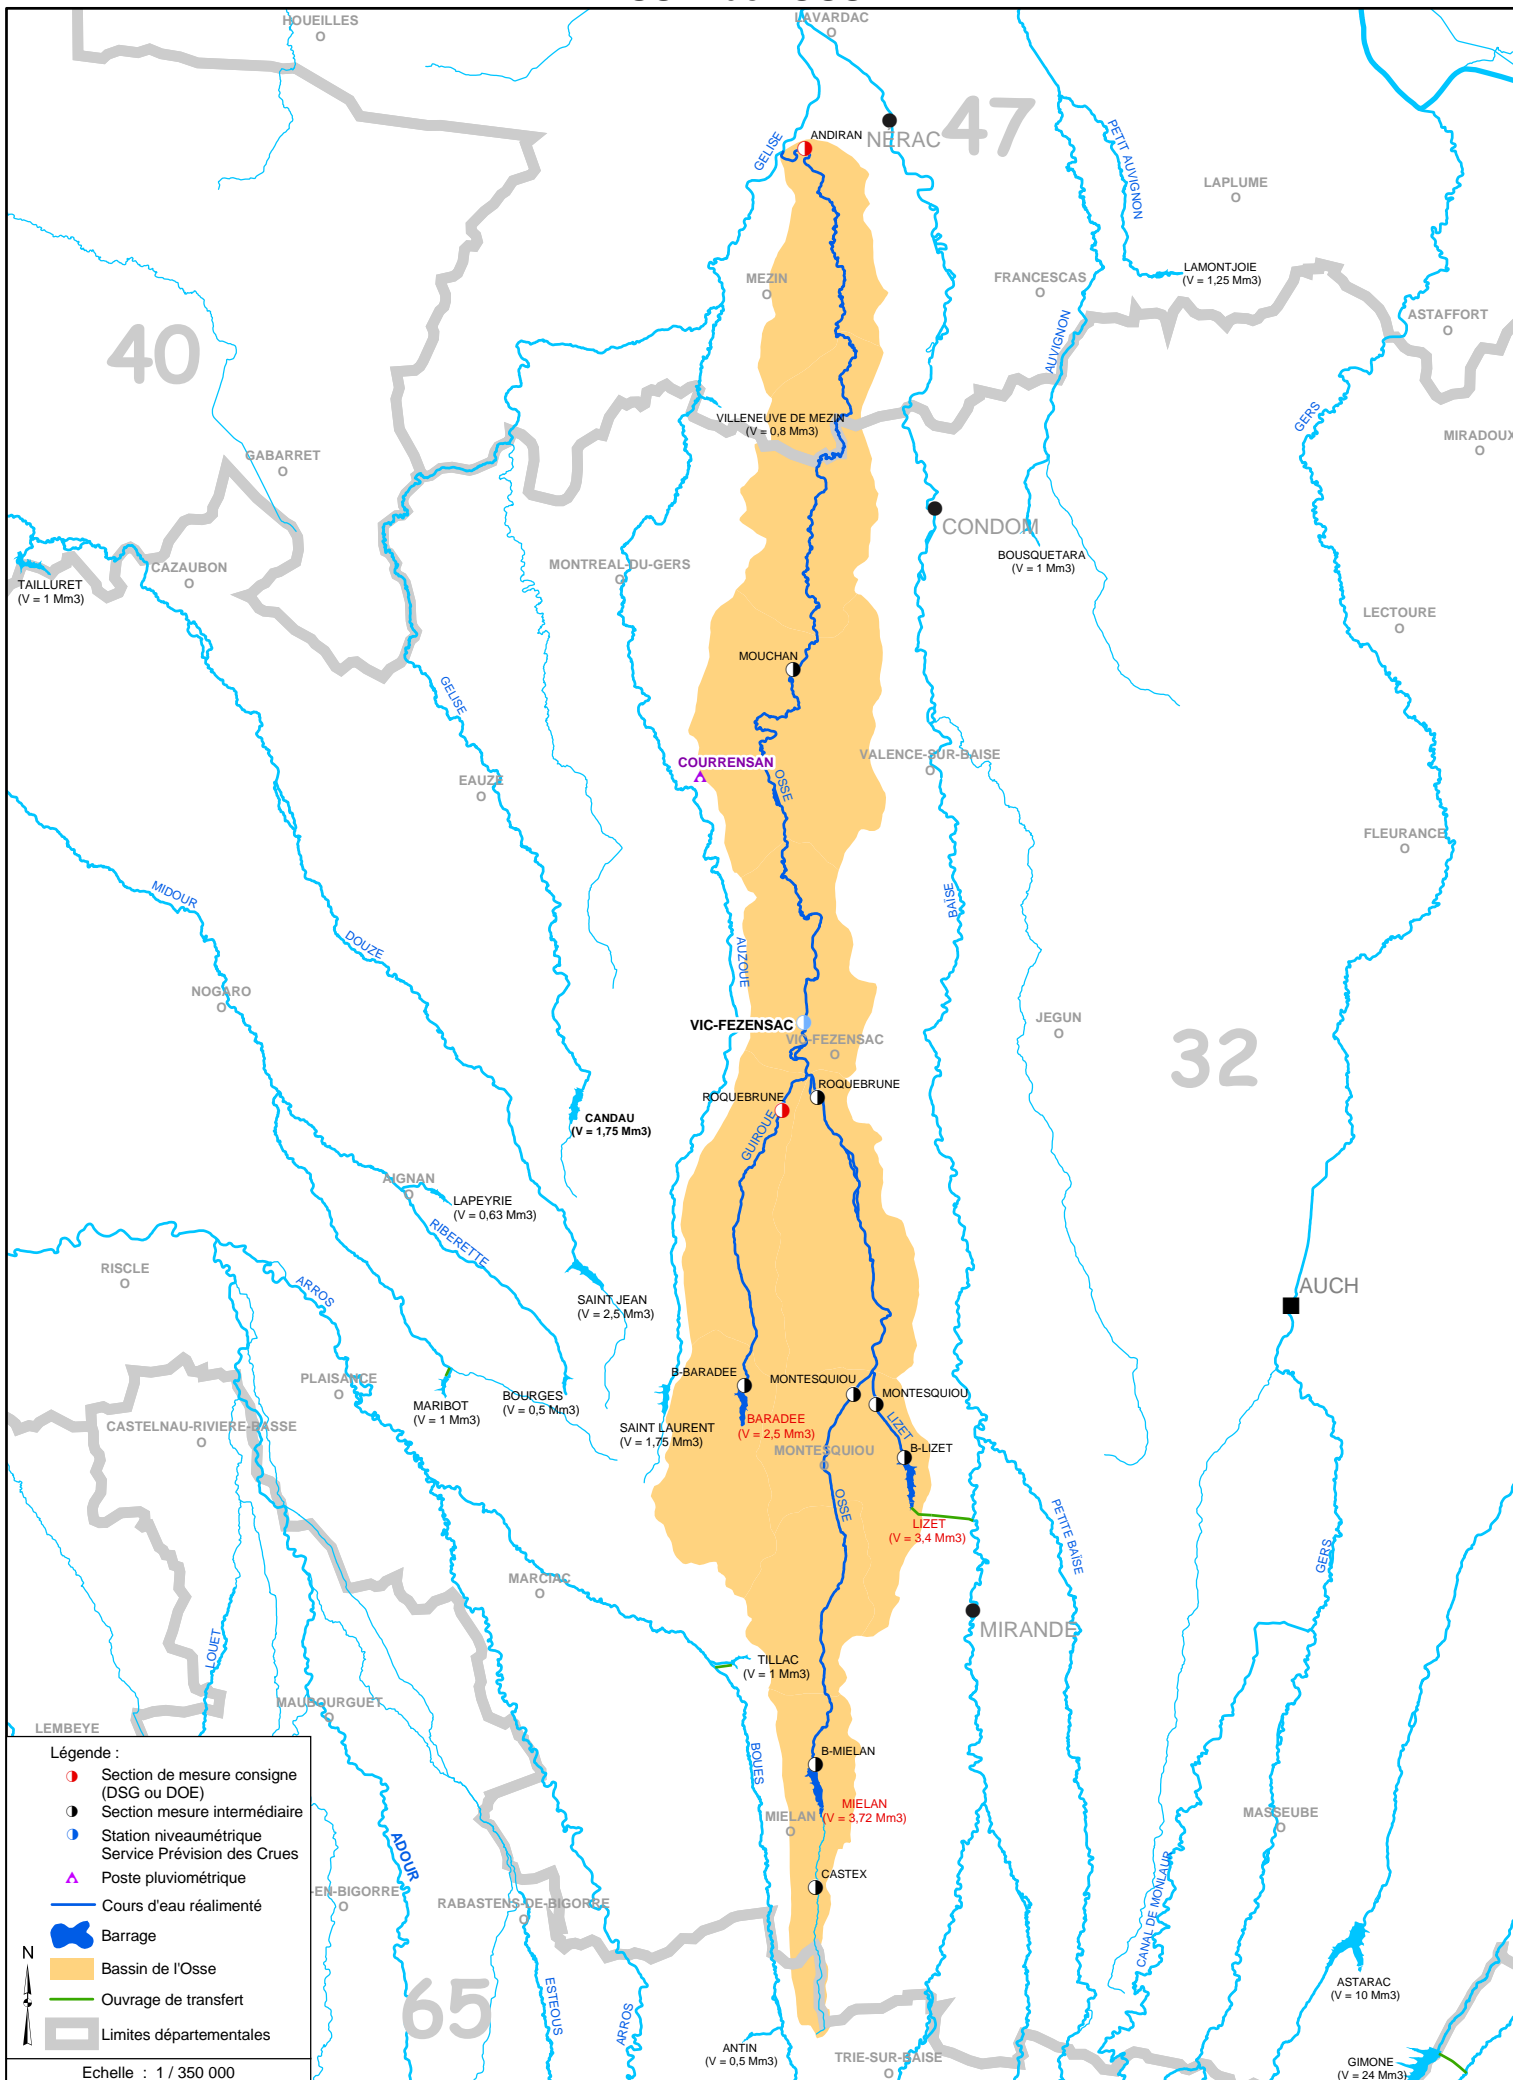 HOUEILLES
LAVARDAC
47
ANDIRAN
NERAC
GELISE
PETIT AUVIGNON
LAPLUME
LAMONTJOIE
(V = 1,25 Mm3)
MEZIN
FRANCESCAS
ASTAFFORT
40
AUVIGNON
VILLENEUVE DE MEZIN
(V = 0,8 Mm3)
GERS
MIRADOUX
GABARRET
CONDOM
BOUSQUETARA
(V = 1 Mm3)
MONTREAL-DU-GERS
CAZAUBON
TAILLURET
(V = 1 Mm3)
LECTOURE
MOUCHAN
GELISE
VALENCE-SUR-BAISE
COURRENSAN
OSSE
EAUZE
FLEURANCE
MIDOUR
BAÏSE
DOUZE
AUZOUE
NOGARO
VIC-FEZENSAC
VIC-FEZENSAC
JEGUN
32
ROQUEBRUNE
ROQUEBRUNE
CANDAU
(V = 1,75 Mm3)
GUIROUE
AIGNAN
LAPEYRIE
(V = 0,63 Mm3)
RIBERETTE
RISCLE
ARROS
SAINT JEAN
(V = 2,5 Mm3)
AUCH
PLAISANCE
B-BARADEE
MONTESQUIOU
MONTESQUIOU
MARIBOT
(V = 1 Mm3)
BOURGES
(V = 0,5 Mm3)
CASTELNAU-RIVIERE-BASSE
SAINT LAURENT
(V = 1,75 Mm3)
BARADEE
(V = 2,5 Mm3)
LIZET
B-LIZET
MONTESQUIOU
OSSE
LIZET
(V = 3,4 Mm3)
PETITE BAÏSE
GERS
MARCIAC
MIRANDE
LOUET
TILLAC
(V = 1 Mm3)
MAUBOURGUET
LEMBEYE
BOUES
B-MIELAN
MIELAN
(V = 3,72 Mm3)
MIELAN
MASSEUBE
CASTEX
ADOUR
-EN-BIGORRE
RABASTENS-DE-BIGORRE
CANAL DE MONLAUR
65
ESTEOUS
ARROS
ASTARAC
(V = 10 Mm3)
ANTIN
(V = 0,5 Mm3)
TRIE-SUR-BAISE
GIMONE
(V = 24 Mm3)
Légende :
Section de mesure consigne
(DSG ou DOE)
Section mesure intermédiaire
Station niveaumétrique
Service Prévision des Crues
Poste pluviométrique
Cours d'eau réalimenté
Barrage
Bassin de l'Osse
Ouvrage de transfert
Limites départementales
N
Echelle : 1 / 350 000